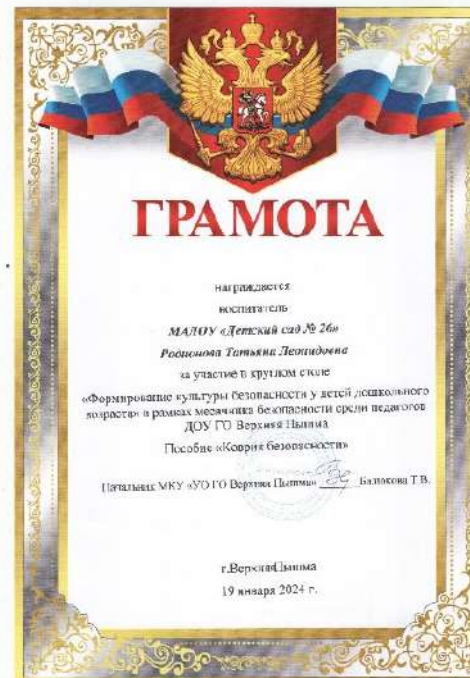 ГРАМОТА
награждается
воспитатель
МАДОУ «Детский сад № 26»
Родионова Татьяна Леонидовна
за участие в круглом столе
«Формирование культуры безопасности у детей дошкольного
возраста» в рамках месячника безопасности среди педагогов
ДОУ ГО Верхняя Пышма
Пособие «Коврик безопасности»
Начальник МКУ «УО ГО Верхняя Пышма» Т.В.
г.Верхняя Пышма
19 января 2024 г.